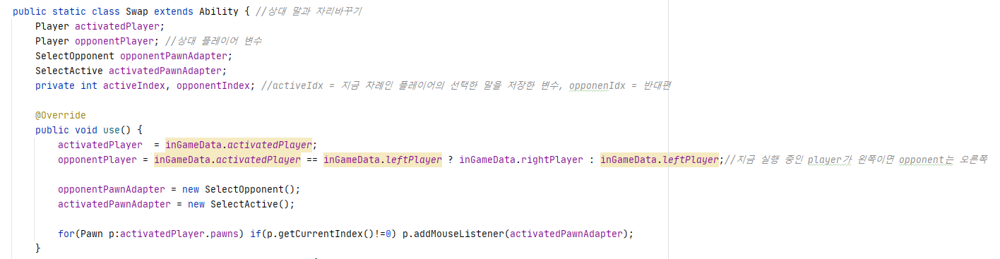 public static class Swap extends Ability { //상대 말과 자리바꾸기
Player activatedPlayer;
Player opponentPlayer; //상대 플레이어 변수
SelectOpponent opponentPawnAdapter;
SelectActive activatedPawnAdapter;
private int activeIndex, opponentIndex; //activeIdx = 지금 차례인 플레이어의 선택한 말을 저장한 변수, opponenIdx = 반대편
@Override
public void use() {
activatedPlayer  = inGameData.activatedPlayer;
opponentPlayer = inGameData.activatedPlayer == inGameData.leftPlayer ? inGameData.rightPlayer : inGameData.leftPlayer;//지금 실행 중인 player가 왼쪽이면 opponent는 오른쪽
opponentPawnAdapter = new SelectOpponent();
activatedPawnAdapter = new SelectActive();
for(Pawn p:activatedPlayer.pawns) if(p.getCurrentIndex()!=0) p.addMouseListener(activatedPawnAdapter);
}